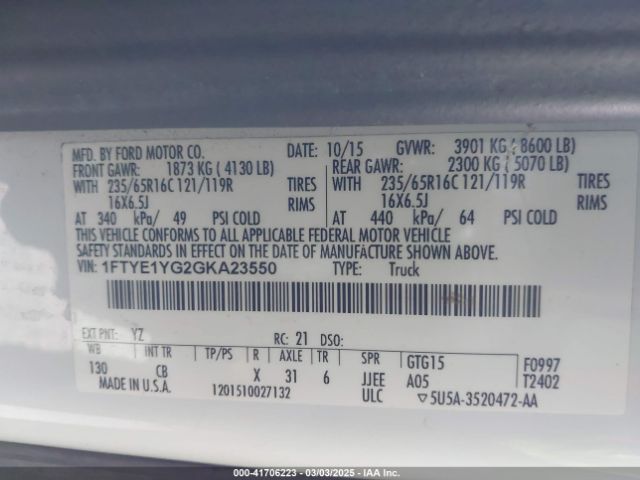 MFD. BY FORD MOTOR CO. DATE: 10/15 GVWR: 3901 KG ( 8600 LB)
FRONT GAWR: 1873 KG ( 4130 LB) REAR GAWR: 2300 KG ( 5070 LB)
WITH 235/65R16C 121/119R TIRES WITH 235/65R16C 121/119R TIRES
16X6.5J RIMS 16X6.5J RIMS
AT 340 kPa/ 49 PSI COLD AT 440 kPa/ 64 PSI COLD
THIS VEHICLE CONFORMS TO ALL APPLICABLE FEDERAL MOTOR VEHICLE
SAFETY STANDARDS IN EFFECT ON THE DATE OF MANUFACTURE SHOWN ABOVE.
VIN: 1FTYE1YG2GKA23550 TYPE: Truck
EXT PNT: YZ RC: 21 DSO:
WB INT TR TP/PS R AXLE TR SPR GTG15 F0997
130 CB X 31 6 JJEE A05 T2402
MADE IN U.S.A. 1201510027132 ULC ▽5U5A-3520472-AA
000-41706223 - 03/03/2025 - IAA Inc.